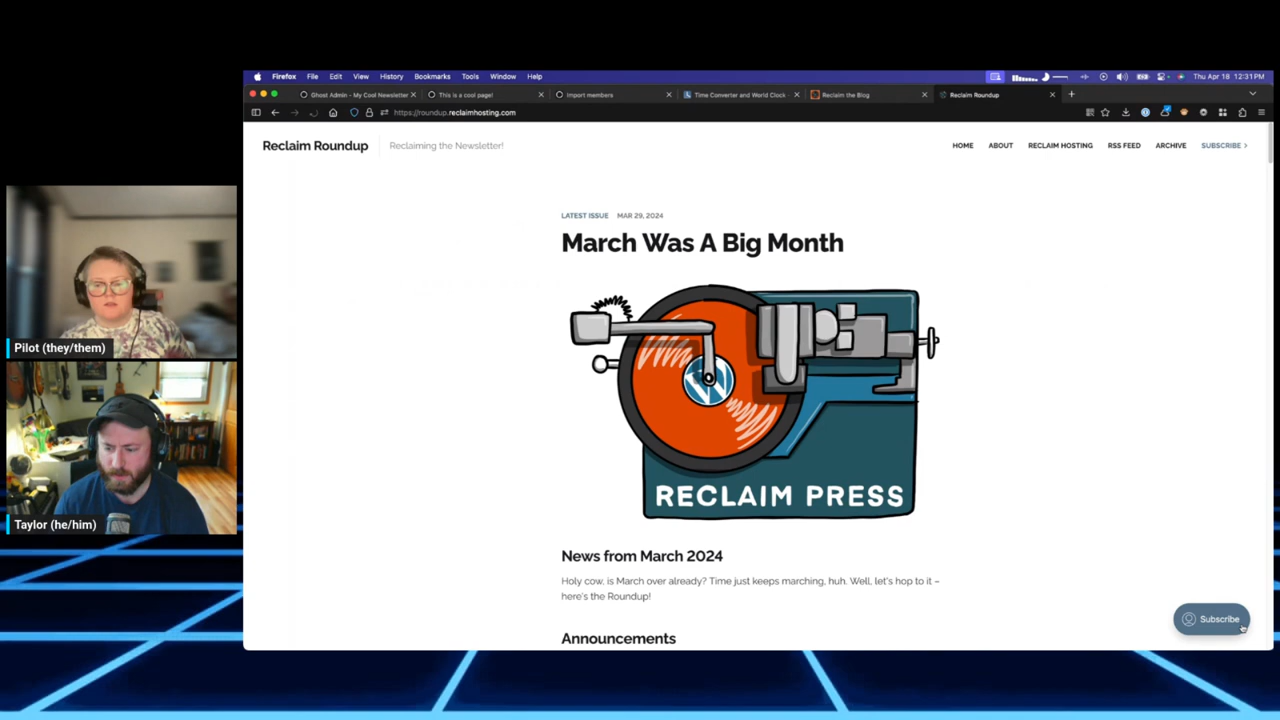 Firefox File Edit View History Bookmarks Tools Window Help Thu Apr 18 12:31 PM
Ghost Admin - My Cool Newsletter This is a cool page! Import members Time Converter and World Clock - Reclaim the Blog Reclaim Roundup
https://roundup.reclaimhosting.com
Reclaim Roundup Reclaiming the Newsletter! HOME ABOUT RECLAIM HOSTING RSS FEED ARCHIVE SUBSCRIBE
LATEST ISSUE MAR 29, 2024
March Was A Big Month
RECLAIM PRESS
News from March 2024
Holy cow, is March over already? Time just keeps marching, huh. Well, let's hop to it –
here's the Roundup!
Subscribe
Announcements
Pilot (they/them)
Taylor (he/him)